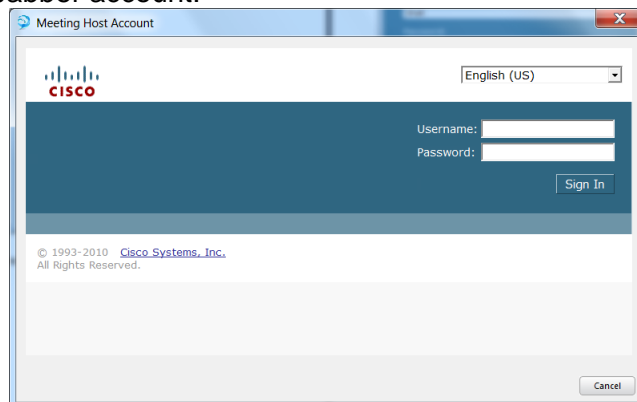 account.
Meeting Host Account
CISCO
English (US)
Username:
Password:
Sign In
© 1993-2010 Cisco Systems, Inc.
All Rights Reserved.
Cancel